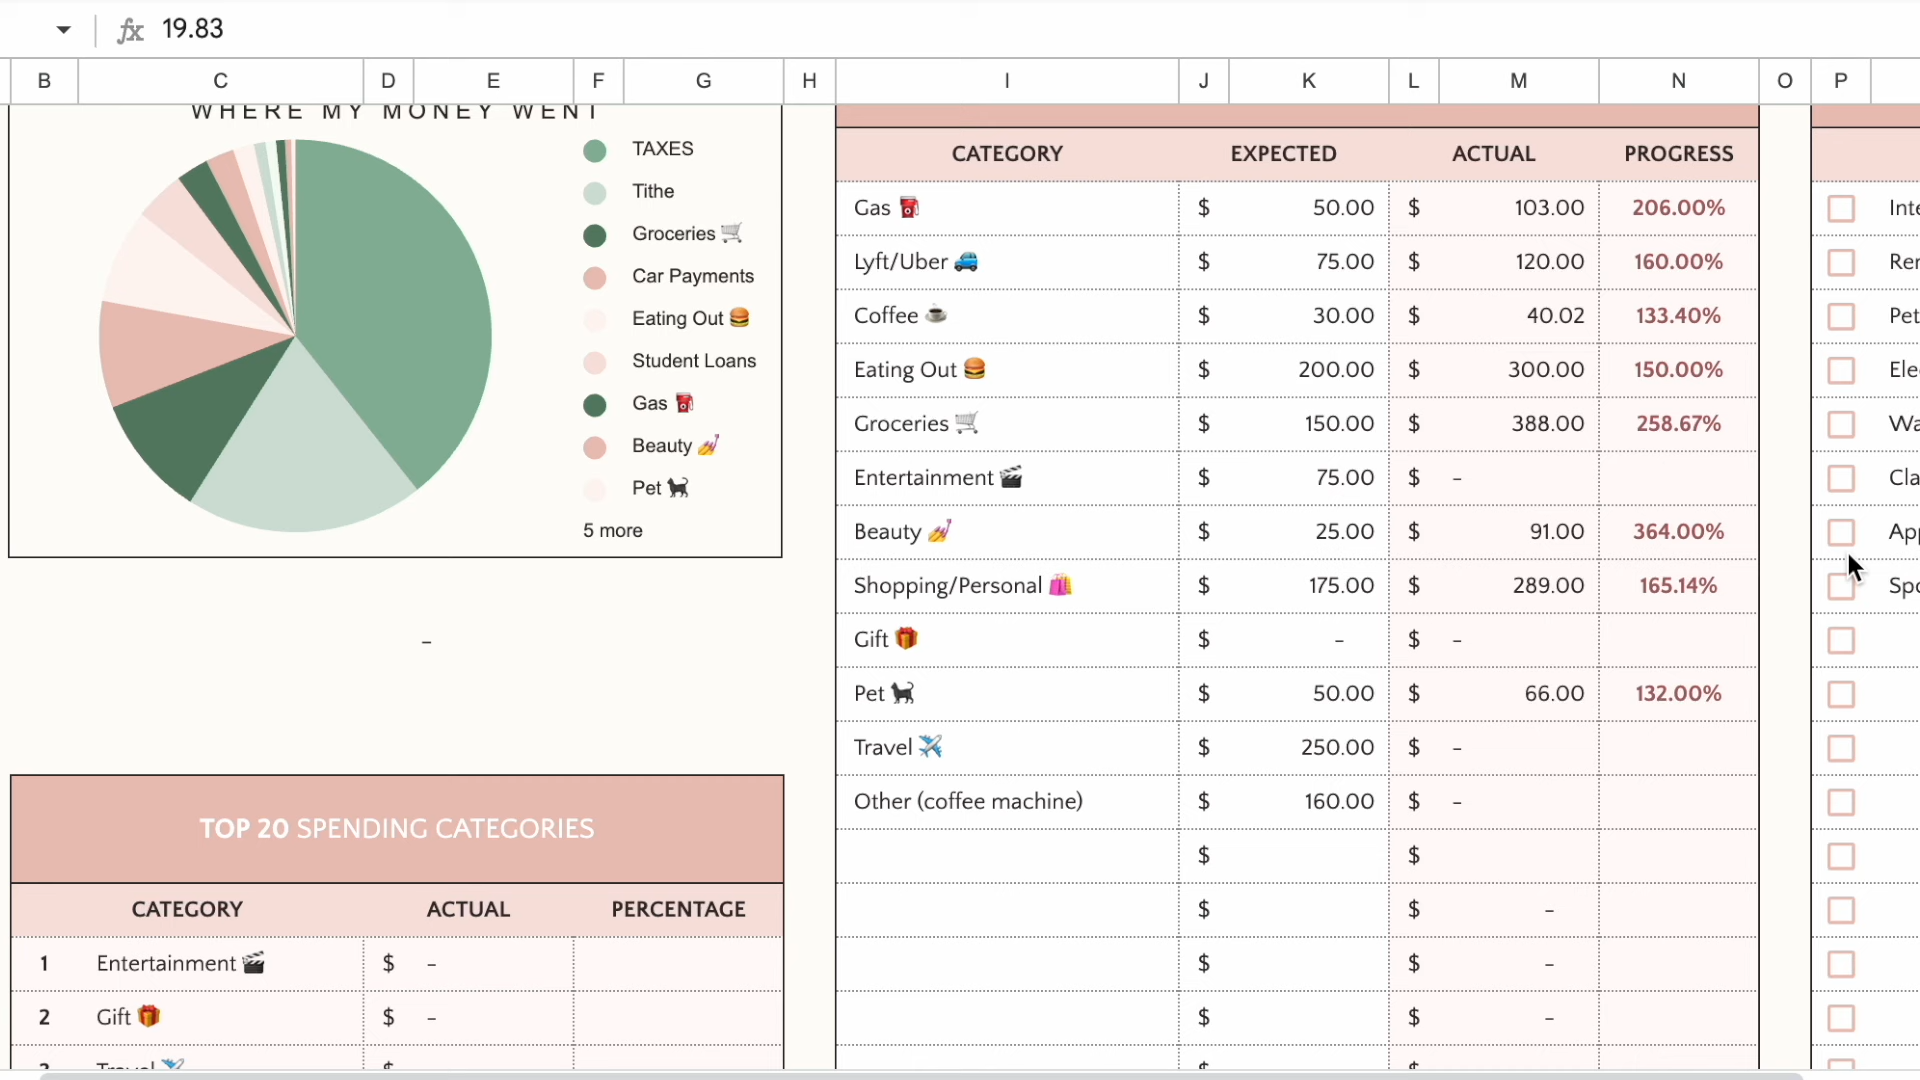 fx 19.83
B C D E F G H I J K L M N O P
WHERE MY MONEY WENT
TAXES
Tithe
Groceries 🛒
Car Payments
Eating Out 🍔
Student Loans
Gas ⛽
Beauty 💅
Pet 🐈‍⬛
5 more
–
TOP 20 SPENDING CATEGORIES
CATEGORY ACTUAL PERCENTAGE
1 Entertainment 🎬 $ –
2 Gift 🎁 $ –
Travel ✈️ $
CATEGORY EXPECTED ACTUAL PROGRESS
Gas ⛽ $ 50.00 $ 103.00 206.00%
Lyft/Uber 🚙 $ 75.00 $ 120.00 160.00%
Coffee ☕ $ 30.00 $ 40.02 133.40%
Eating Out 🍔 $ 200.00 $ 300.00 150.00%
Groceries 🛒 $ 150.00 $ 388.00 258.67%
Entertainment 🎬 $ 75.00 $ –
Beauty 💅 $ 25.00 $ 91.00 364.00%
Shopping/Personal 🛍️ $ 175.00 $ 289.00 165.14%
Gift 🎁 $ – $ –
Pet 🐈‍⬛ $ 50.00 $ 66.00 132.00%
Travel ✈️ $ 250.00 $ –
Other (coffee machine) $ 160.00 $ –
$ $
$ $ –
$ $ –
$ $ –
$ $
Pet